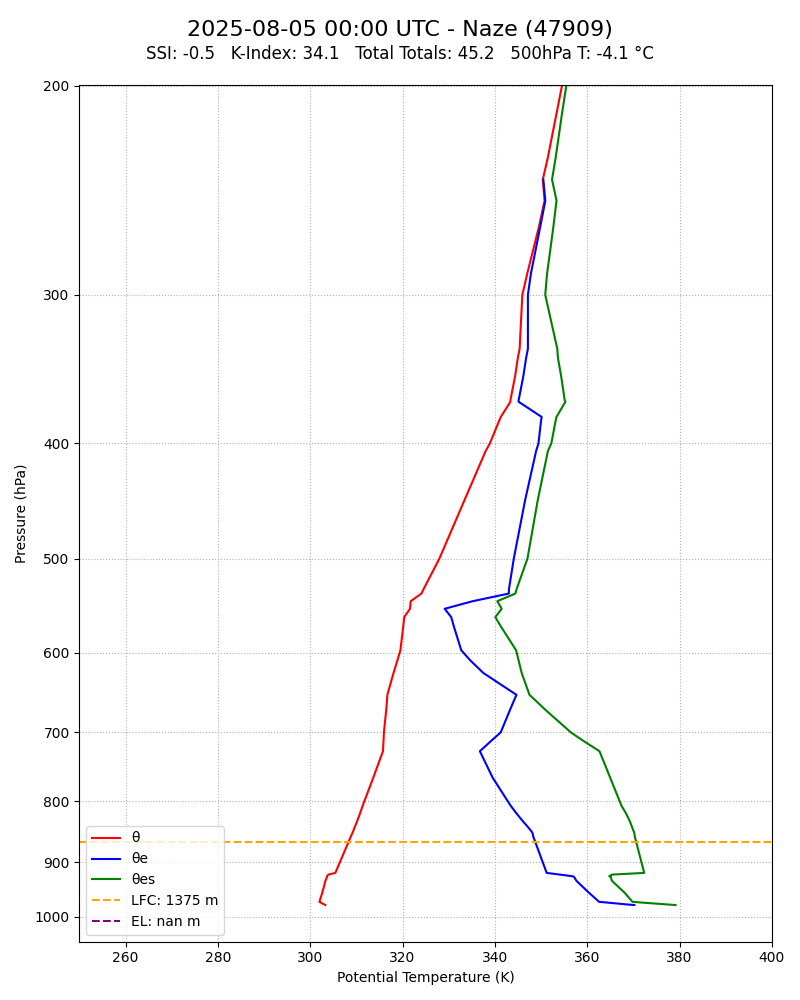 2025-08-05 00:00 UTC - Naze (47909)
SSI: -0.5   K-Index: 34.1   Total Totals: 45.2   500hPa T: -4.1 °C
200
300
400
500
600
700
800
900
1000
Pressure (hPa)
θ
θe
θes
LFC: 1375 m
EL: nan m
260 280 300 320 340 360 380 400
Potential Temperature (K)